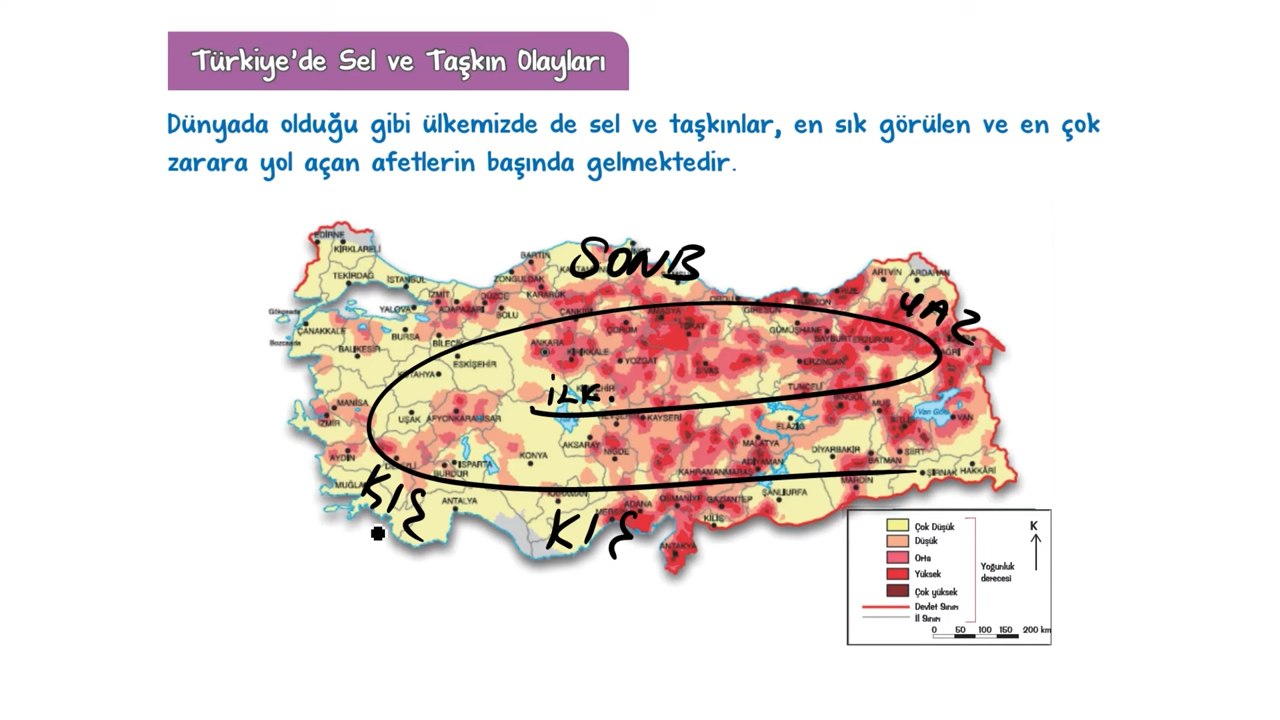 Türkiye'de Sel ve Taşkın Olayları
Dünyada olduğu gibi ülkemizde de sel ve taşkınlar, en sık görülen ve en çok
zarara yol açan afetlerin başında gelmektedir.
EDİRNE
KIRKLARELİ
TEKİRDAĞ
İSTANBUL
BARTIN
ZONGULDAK
KARABÜK
SONB
ARTVİN
ARDAHAN
Gökçeada
YALOVA
İZMİT
ADAPAZARI
DÜZCE
BOLU
ÇANKIRI
AMASYA
ORDU
GİRESUN
TRABZON
RİZE
YAZ
Bozcaada
ÇANAKKALE
BURSA
BİLECİK
ANKARA
ÇORUM
TOKAT
GÜMÜŞHANE
BAYBURT
ERZURUM
BALIKESİR
ESKİŞEHİR
KIRIKKALE
YOZGAT
SİVAS
ERZİNCAN
AĞRI
KÜTAHYA
İLK.
TUNCELİ
MANİSA
UŞAK
AFYONKARAHİSAR
KAYSERİ
BİNGÖL
MUŞ
Van Gölü
VAN
İZMİR
AKSARAY
NİĞDE
MALATYA
ELAZIĞ
DİYARBAKIR
BATMAN
SİİRT
AYDIN
ISPARTA
BURDUR
KONYA
KAHRAMANMARAŞ
ADIYAMAN
MARDİN
ŞIRNAK
HAKKÂRİ
MUĞLA
KIŞ
ANTALYA
KARAMAN
KIŞ
ADANA
OSMANİYE
GAZİANTEP
KİLİS
ŞANLIURFA
ANTAKYA
Çok Düşük
Düşük
Orta
Yüksek
Çok yüksek
Yoğunluk
derecesi
Devlet Sınırı
İl Sınırı
K
0 50 100 150 200 km